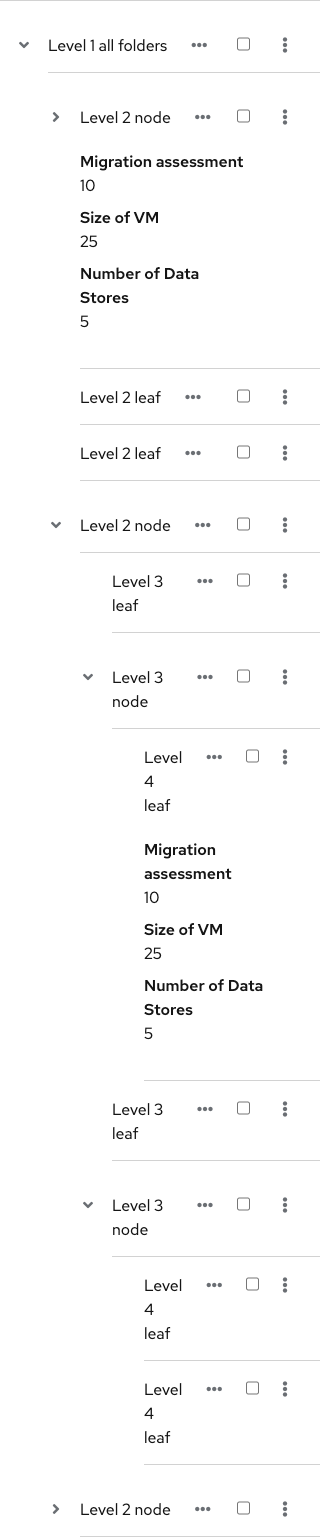 Level 1 all folders
Level 2 node
Migration assessment
10
Size of VM
25
Number of Data
Stores
5
Level 2 leaf
Level 2 leaf
Level 2 node
Level 3
leaf
Level 3
node
Level
4
leaf
Migration
assessment
10
Size of VM
25
Number of Data
Stores
5
Level 3
leaf
Level 3
node
Level
4
leaf
Level
4
leaf
Level 2 node